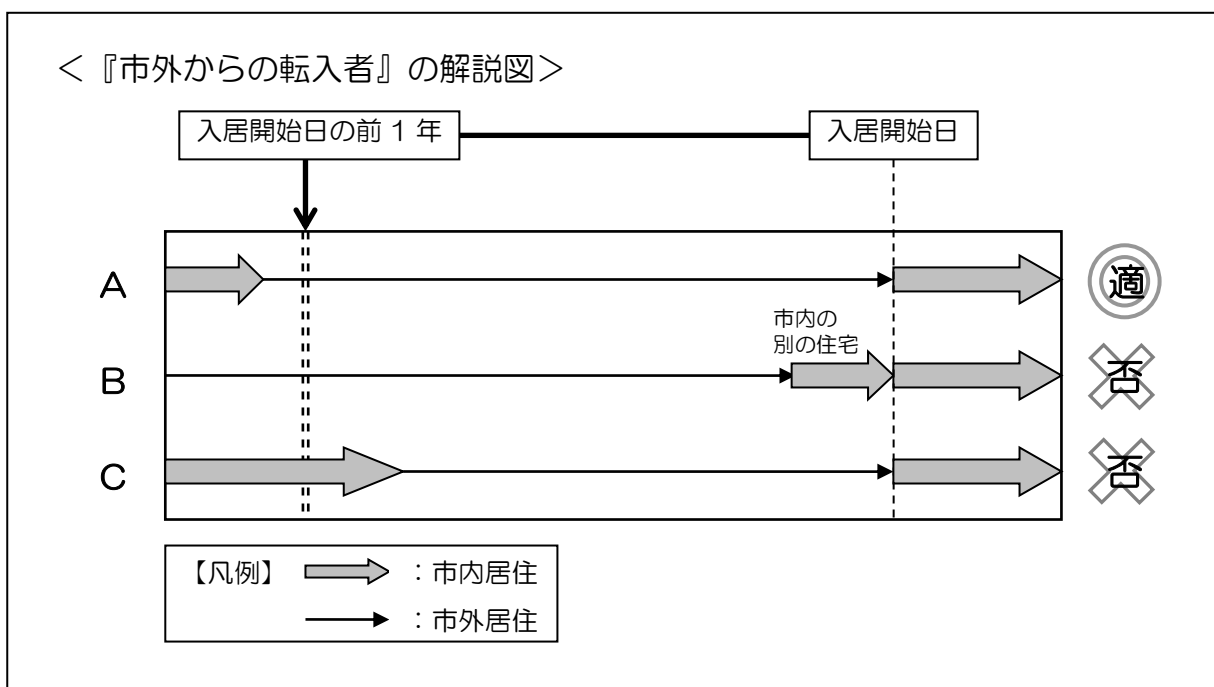 ＜『市外からの転入者』の解説図＞
入居開始日の前 1 年
入居開始日
A
適
市内の
別の住宅
B
否
C
否
【凡例】 ：市内居住
：市外居住